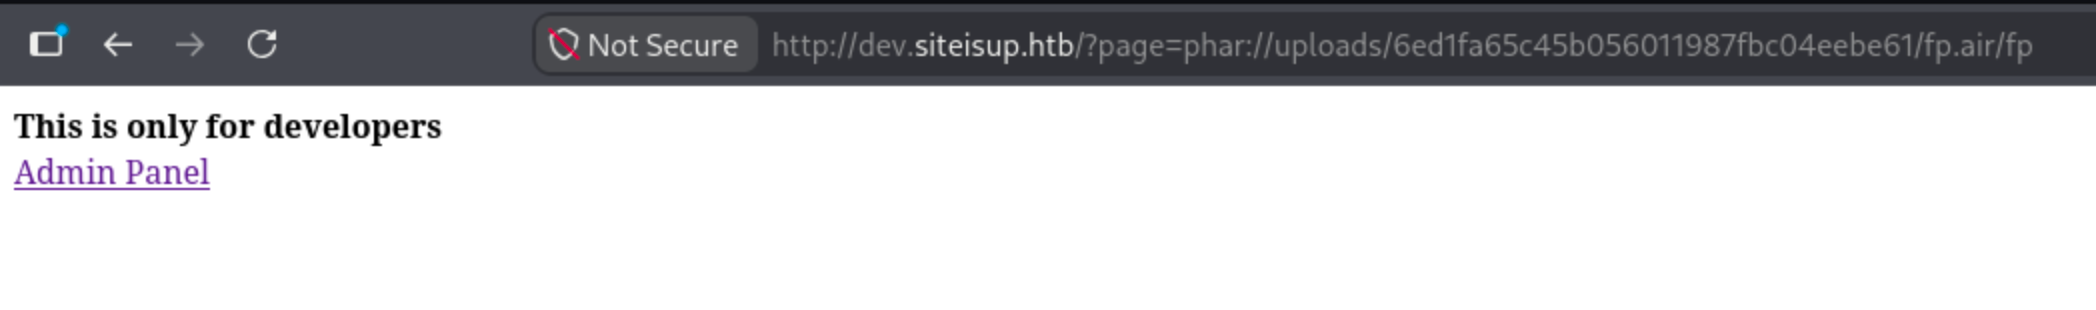 Not Secure http://dev.siteisup.htb/?page=phar://uploads/6ed1fa65c45b056011987fbc04eebe61/fp.air/fp
This is only for developers
Admin Panel